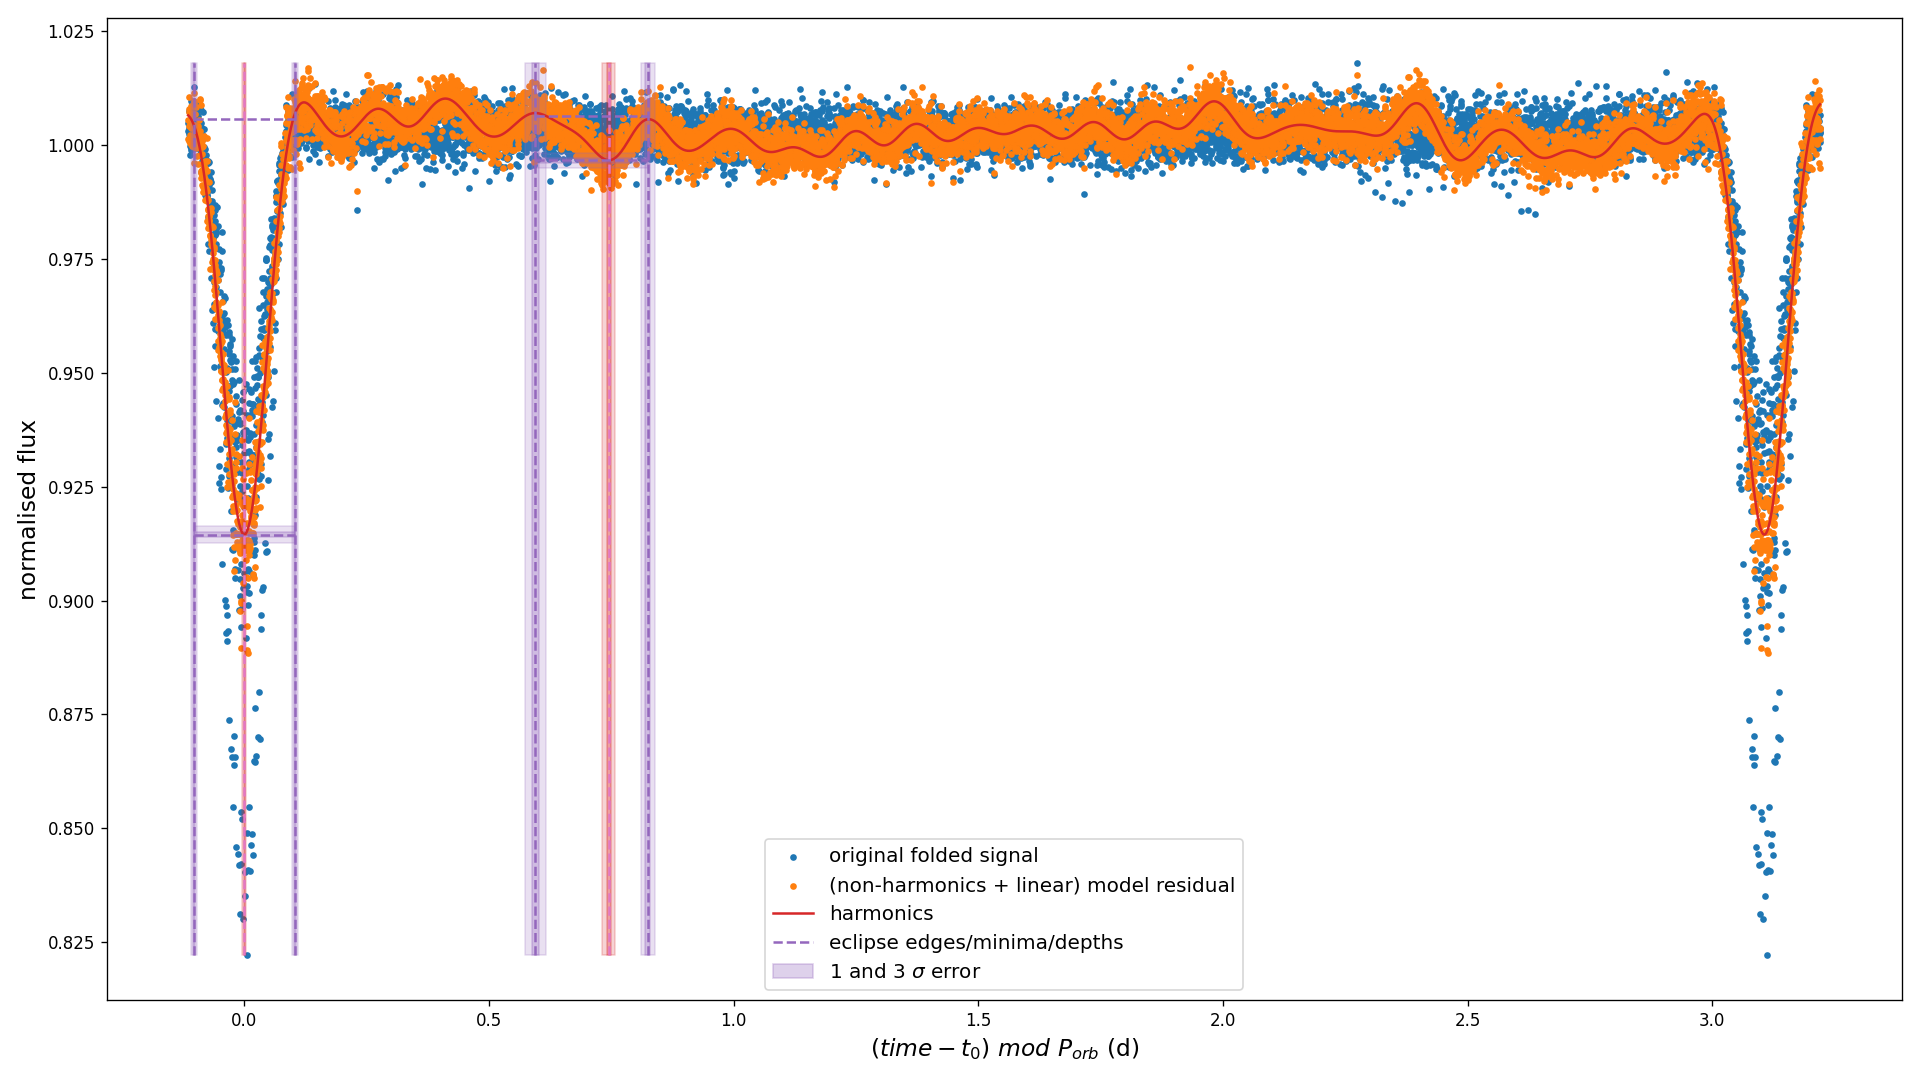 1.025
1.000
0.975
0.950
0.925
0.900
0.875
0.850
0.825
normalised flux
original folded signal
(non-harmonics + linear) model residual
harmonics
eclipse edges/minima/depths
1 and 3 σ error
0.0 0.5 1.0 1.5 2.0 2.5 3.0
(time − t₀) mod Pₒᵣᵦ (d)